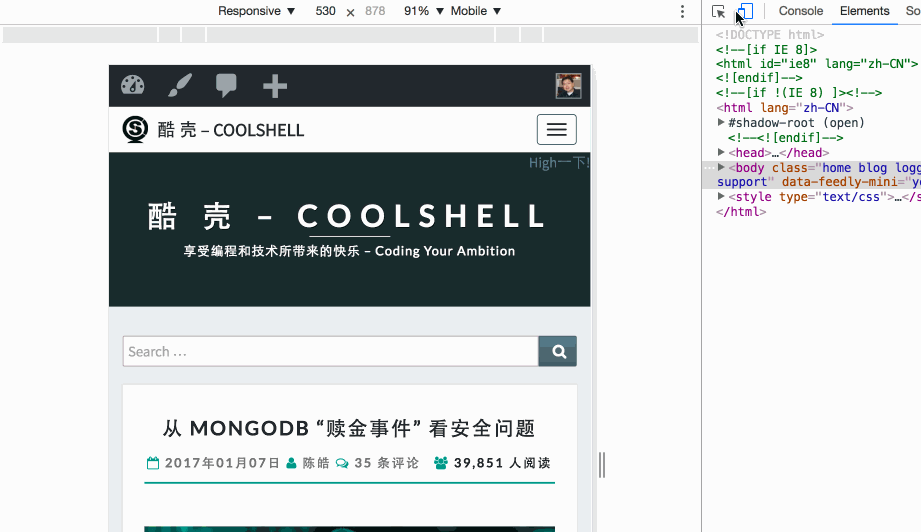 Responsive ▼ 530 × 878 91% ▼ Mobile ▼
Console Elements So
<!DOCTYPE html>
<!--[if IE 8]>
<html id="ie8" lang="zh-CN">
<![endif]-->
<!--[if !(IE 8) ]><!-->
<html lang="zh-CN">
▶ #shadow-root (open)
<!--<![endif]-->
▶ <head>…</head>
… ▶ <body class="home blog logg
support" data-feedly-mini="ye
▶ <style type="text/css">…</s
</html>
酷 壳 – COOLSHELL
High一下!
酷 壳 – COOLSHELL
享受编程和技术所带来的快乐 – Coding Your Ambition
Search …
从 MONGODB “赎金事件” 看安全问题
2017年01月07日 陈皓 35 条评论 39,851 人阅读